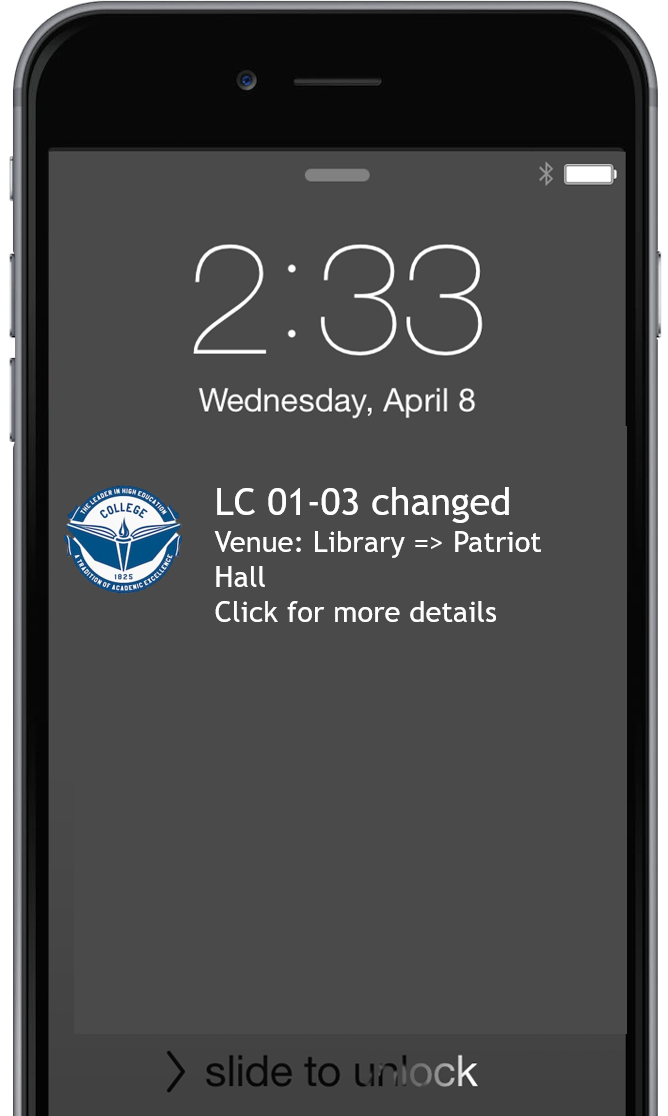 2:33
Wednesday, April 8
THE LEADER IN HIGH EDUCATION
COLLEGE
1825
A TRADITION OF ACADEMIC EXCELLENCE
LC 01-03 changed
Venue: Library => Patriot
Hall
Click for more details
slide to unlock